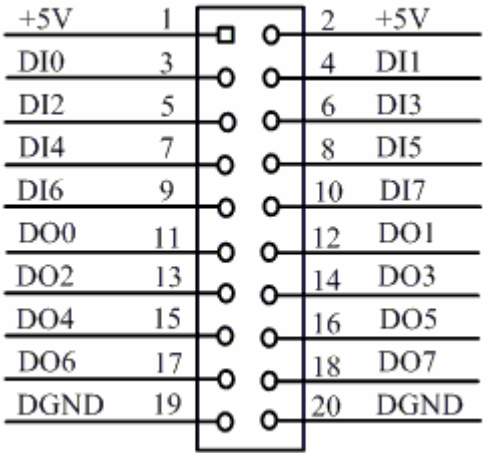 +5V 1 2 +5V
DI0 3 4 DI1
DI2 5 6 DI3
DI4 7 8 DI5
DI6 9 10 DI7
DO0 11 12 DO1
DO2 13 14 DO3
DO4 15 16 DO5
DO6 17 18 DO7
DGND 19 20 DGND